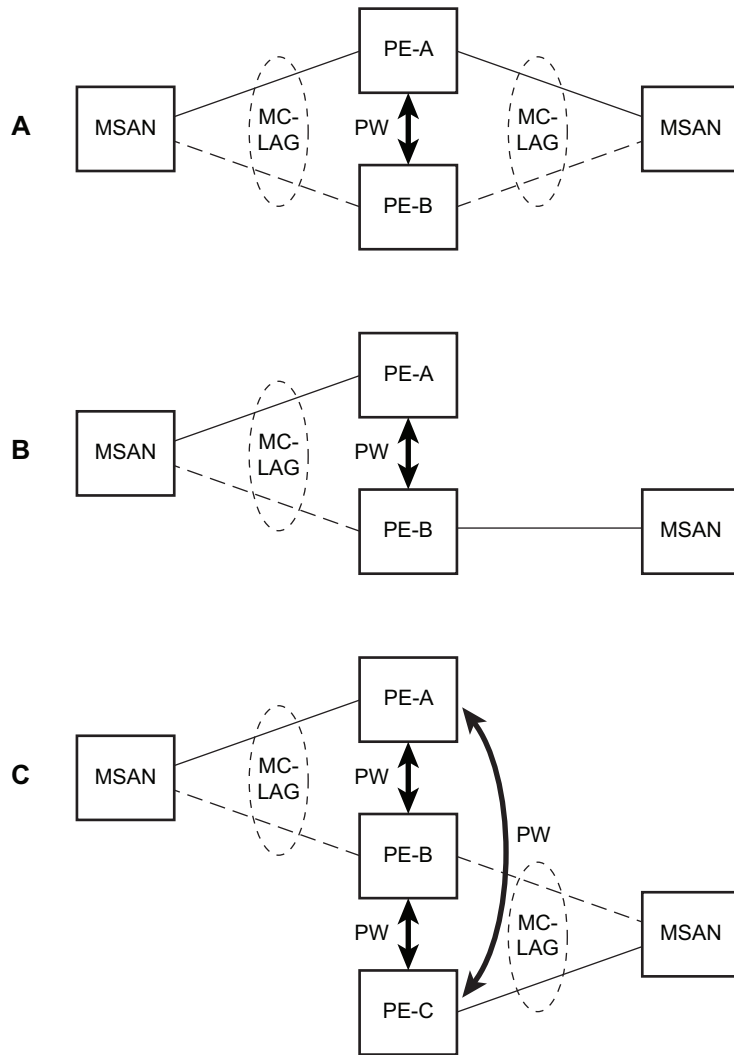 PE-A
MC-
LAG
MC-
LAG
A
MSAN
PW
MSAN
PE-B
PE-A
MC-
LAG
B
MSAN
PW
PE-B
MSAN
PE-A
MC-
LAG
C
MSAN
PW
PW
PE-B
MC-
LAG
MSAN
PW
PE-C